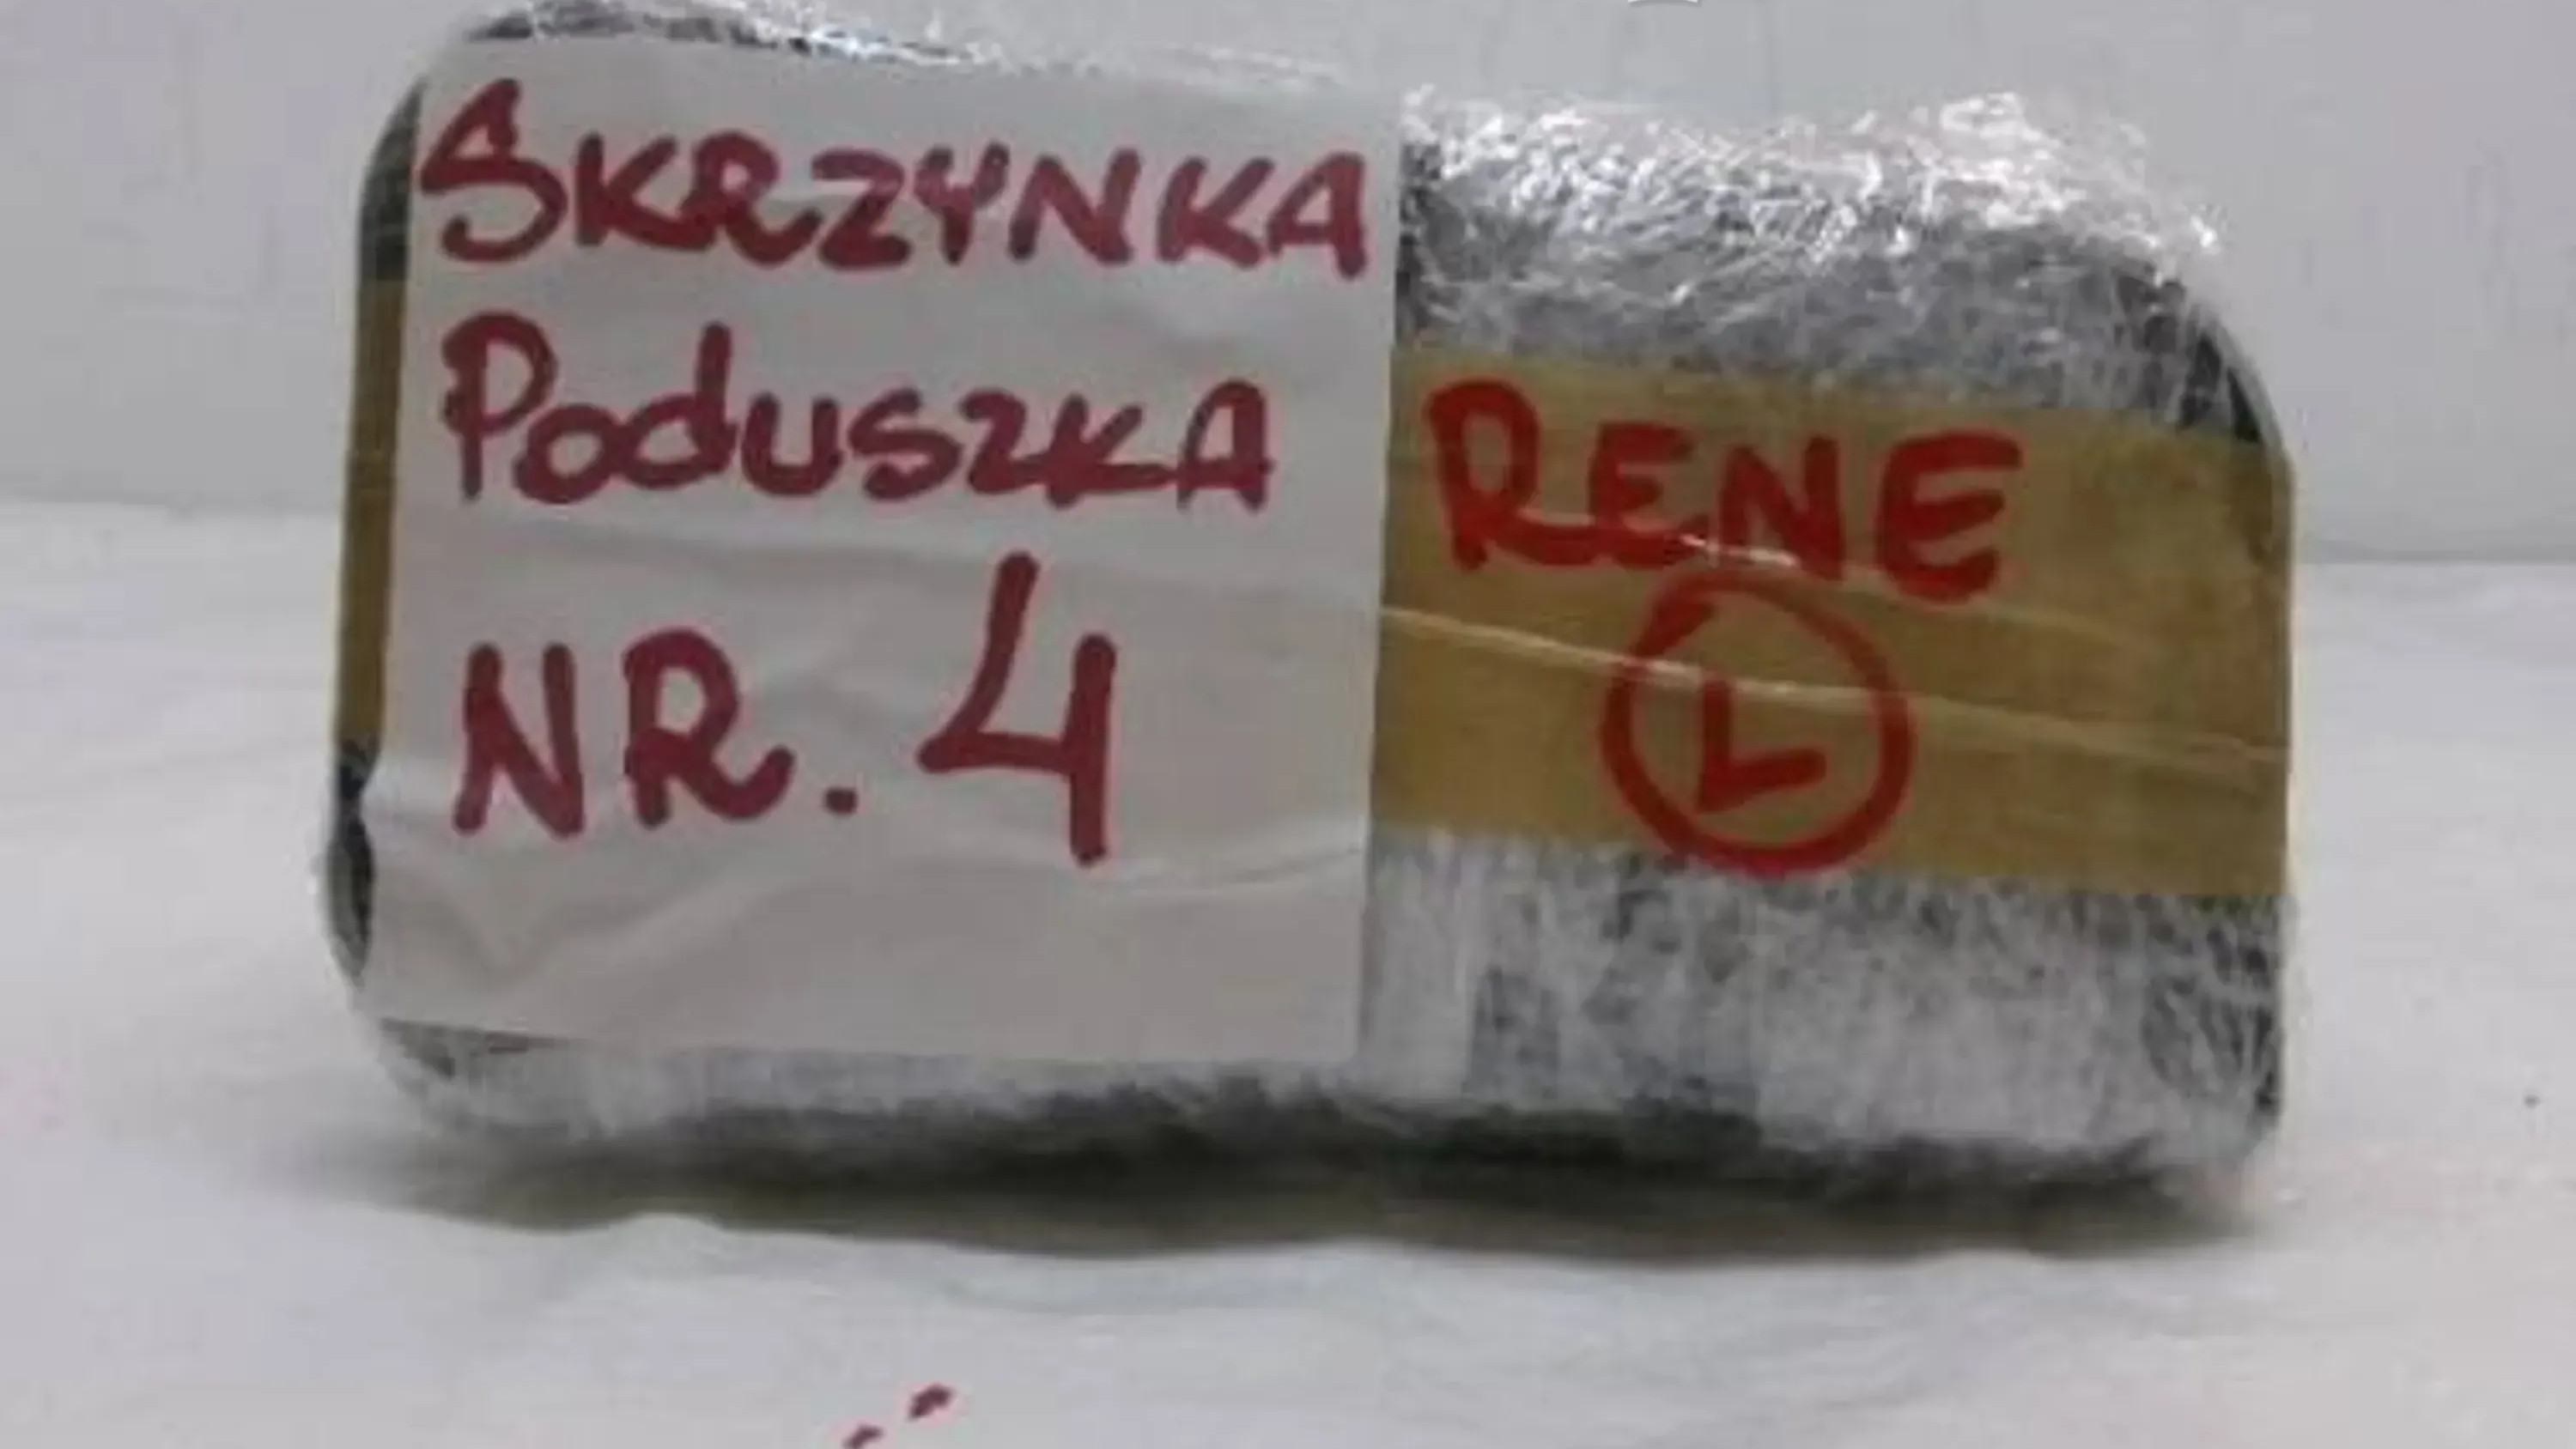 SKRZYNKA
PodUSZKA
NR. 4
RENE
L